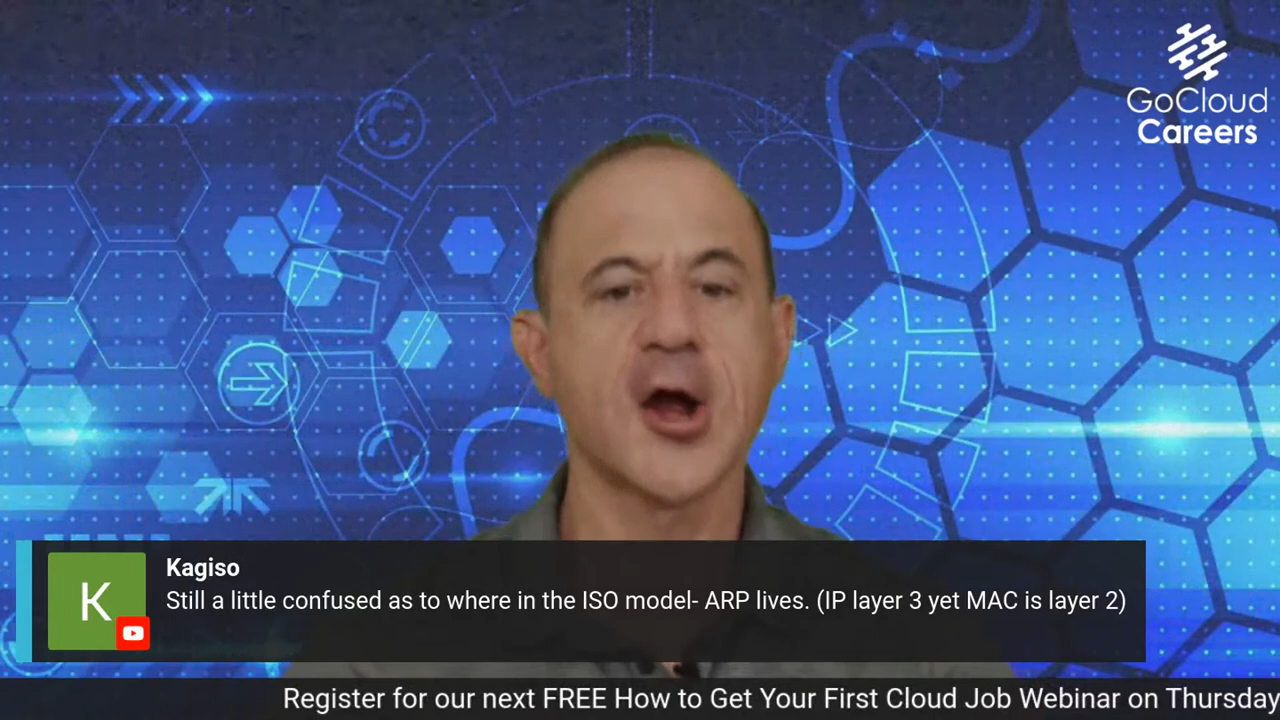 GoCloud
Careers
Kagiso
K
Still a little confused as to where in the ISO model- ARP lives. (IP layer 3 yet MAC is layer 2)
Register for our next FREE How to Get Your First Cloud Job Webinar on Thursday